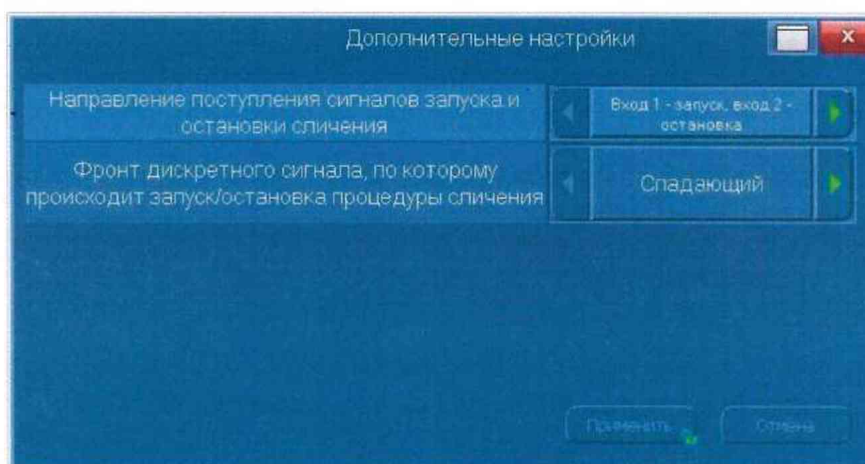 Дополнительные настройки
Направление поступления сигналов запуска и
остановки сличения
Вход 1 - запуск, вход 2 -
остановка
Фронт дискретного сигнала, по которому
происходит запуск/остановка процедуры сличения
Спадающий
Применить
Отмена